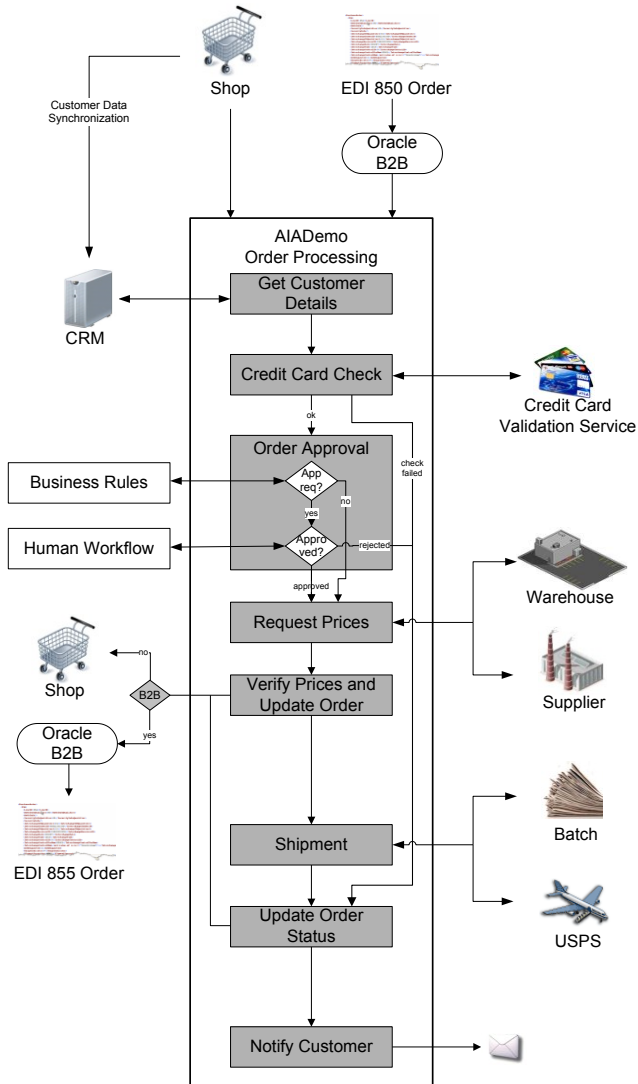 Shop
EDI 850 Order
Customer Data
Synchronization
Oracle
B2B
AIADemo
Order Processing
Get Customer
Details
CRM
Credit Card Check
Credit Card
Validation Service
ok
Order Approval
check
failed
Business Rules
App
req?
no
yes
Human Workflow
Appro
ved?
rejected
approved
Warehouse
Request Prices
Shop
no
B2B
Verify Prices and
Update Order
Supplier
yes
Oracle
B2B
Batch
Shipment
EDI 855 Order
Update Order
Status
USPS
Notify Customer